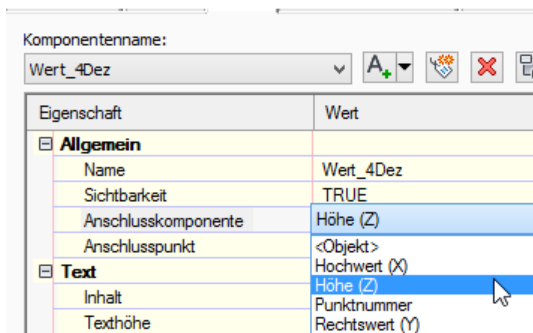 Komponentenname:
Wert_4Dez
Eigenschaft Wert
Allgemein
Name Wert_4Dez
Sichtbarkeit TRUE
Anschlusskomponente Höhe (Z)
Anschlusspunkt <Objekt>
Text Hochwert (X)
Inhalt Höhe (Z)
Punktnummer
Texthöhe Rechtswert (Y)